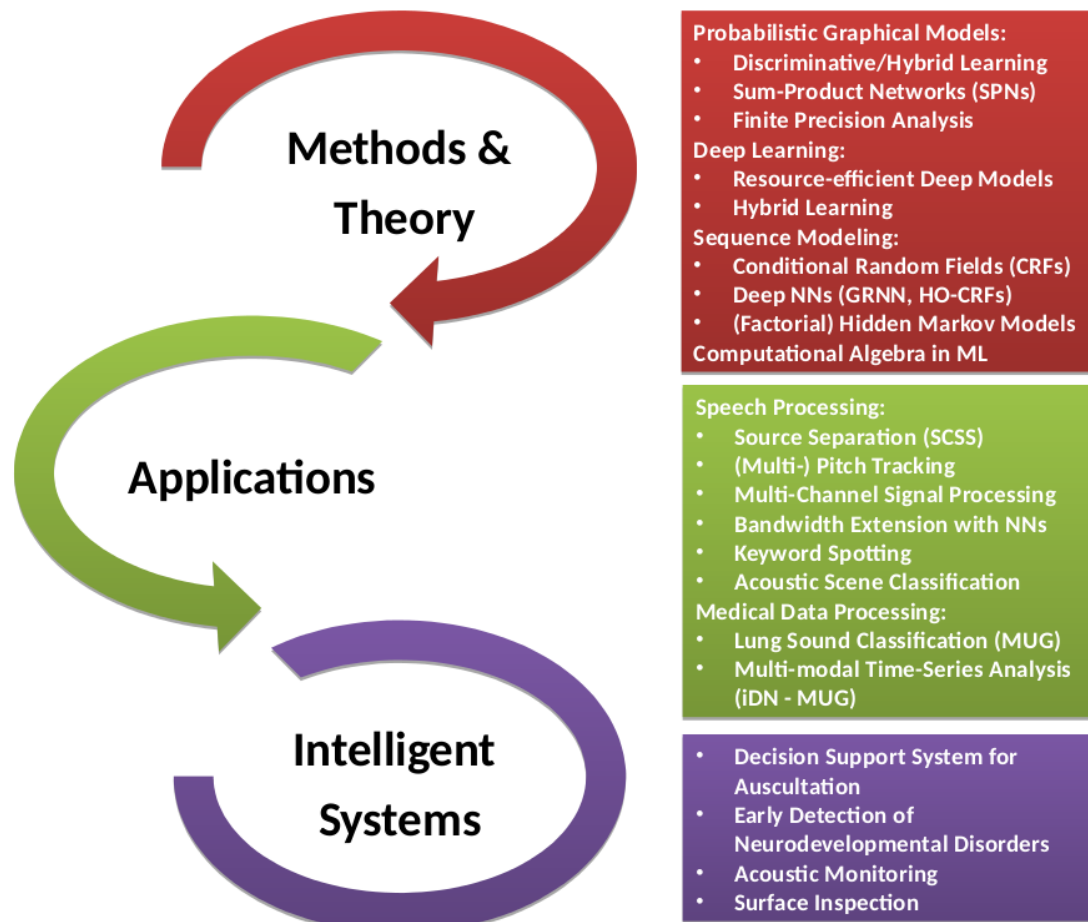 Methods &
Theory
Probabilistic Graphical Models:
• Discriminative/Hybrid Learning
• Sum-Product Networks (SPNs)
• Finite Precision Analysis
Deep Learning:
• Resource-efficient Deep Models
• Hybrid Learning
Sequence Modeling:
• Conditional Random Fields (CRFs)
• Deep NNs (GRNN, HO-CRFs)
• (Factorial) Hidden Markov Models
Computational Algebra in ML
Applications
Speech Processing:
• Source Separation (SCSS)
• (Multi-) Pitch Tracking
• Multi-Channel Signal Processing
• Bandwidth Extension with NNs
• Keyword Spotting
• Acoustic Scene Classification
Medical Data Processing:
• Lung Sound Classification (MUG)
• Multi-modal Time-Series Analysis
(iDN - MUG)
Intelligent
Systems
• Decision Support System for
Auscultation
• Early Detection of
Neurodevelopmental Disorders
• Acoustic Monitoring
• Surface Inspection